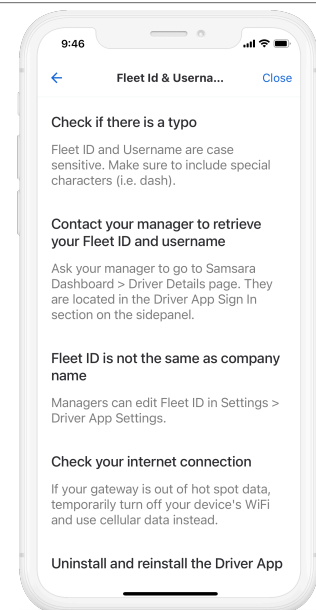 9:46
Fleet Id & Userna...
Close
Check if there is a typo
Fleet ID and Username are case
sensitive. Make sure to include special
characters (i.e. dash).
Contact your manager to retrieve
your Fleet ID and username
Ask your manager to go to Samsara
Dashboard > Driver Details page. They
are located in the Driver App Sign In
section on the sidepanel.
Fleet ID is not the same as company
name
Managers can edit Fleet ID in Settings >
Driver App Settings.
Check your internet connection
If your gateway is out of hot spot data,
temporarily turn off your device's WiFi
and use cellular data instead.
Uninstall and reinstall the Driver App